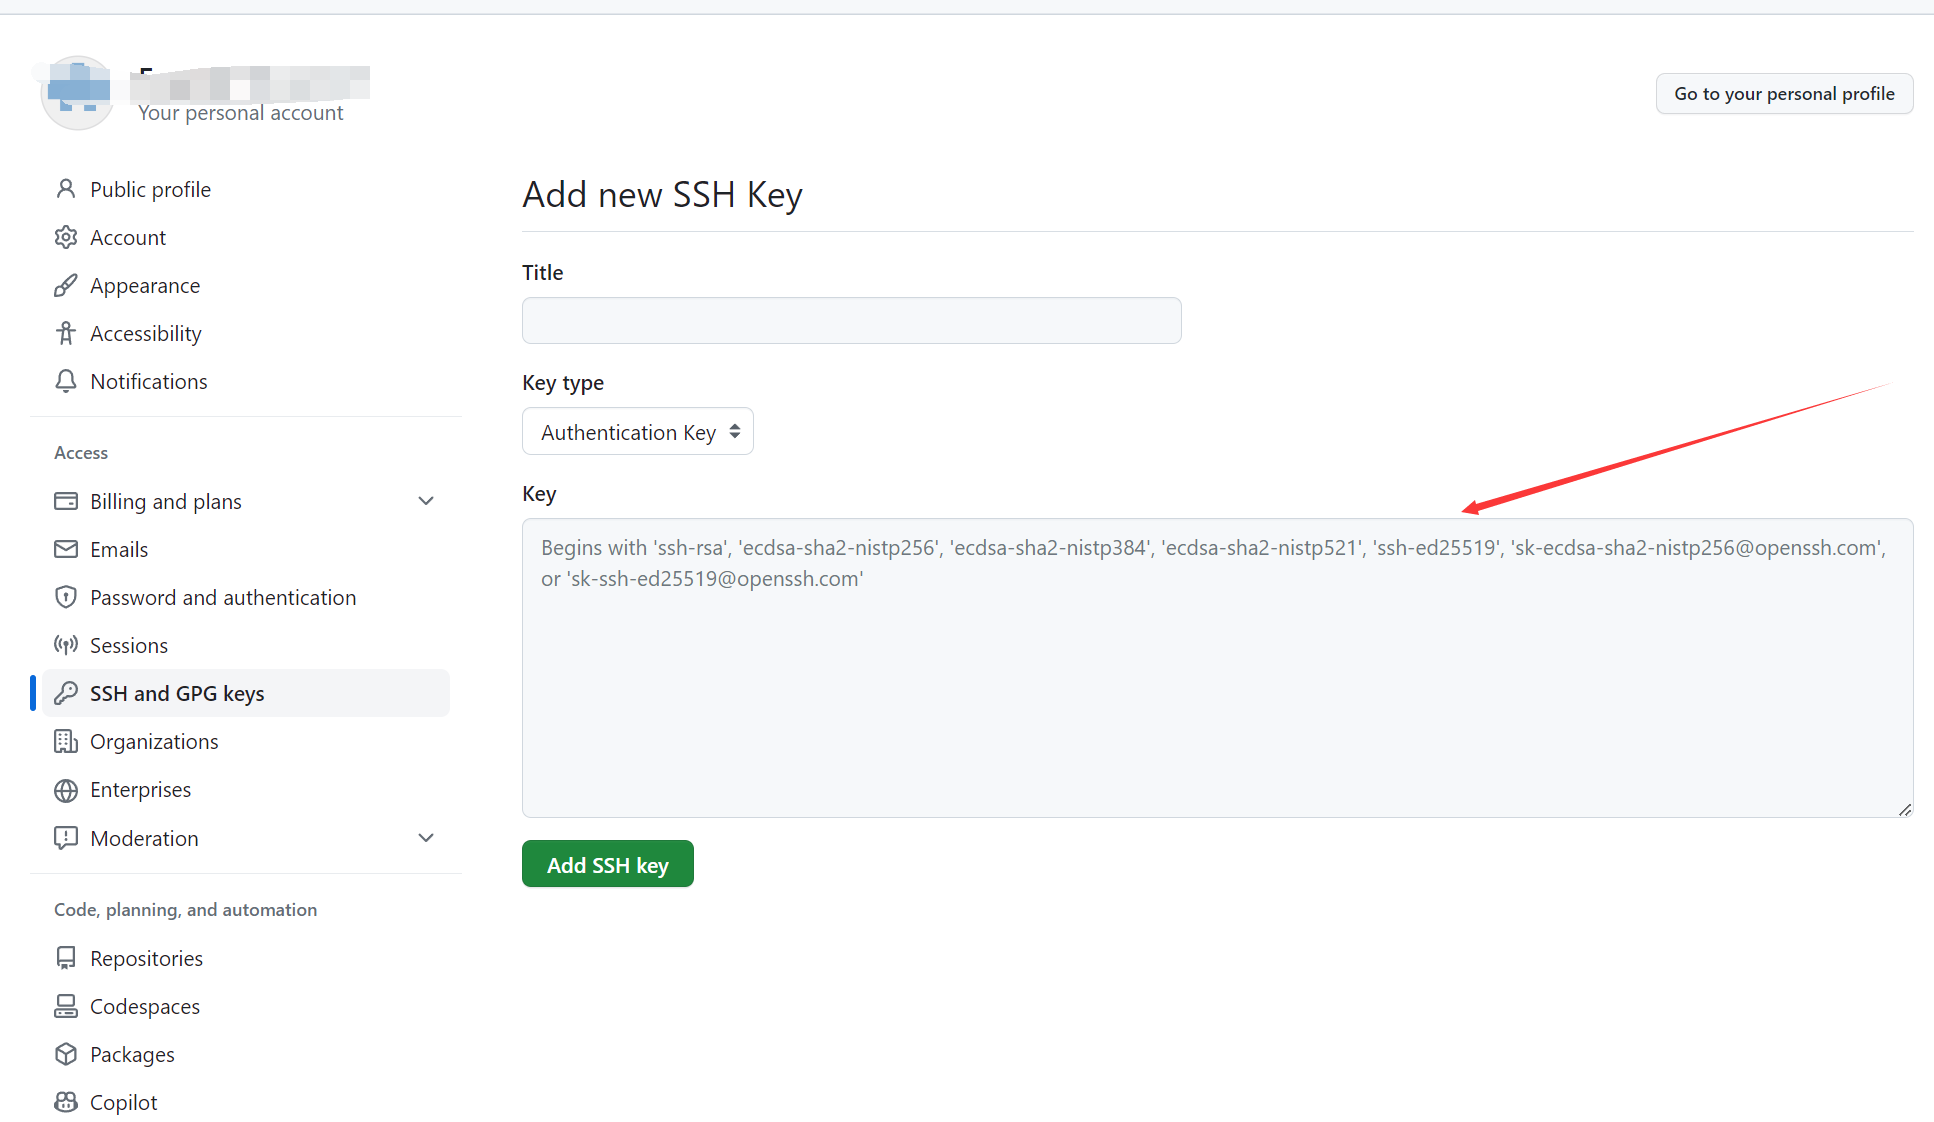 Your personal account
Go to your personal profile
Public profile
Account
Appearance
Accessibility
Notifications
Access
Billing and plans
Emails
Password and authentication
Sessions
SSH and GPG keys
Organizations
Enterprises
Moderation
Code, planning, and automation
Repositories
Codespaces
Packages
Copilot
Add new SSH Key
Title
Key type
Authentication Key
Key
Begins with 'ssh-rsa', 'ecdsa-sha2-nistp256', 'ecdsa-sha2-nistp384', 'ecdsa-sha2-nistp521', 'ssh-ed25519', 'sk-ecdsa-sha2-nistp256@openssh.com',
or 'sk-ssh-ed25519@openssh.com'
Add SSH key